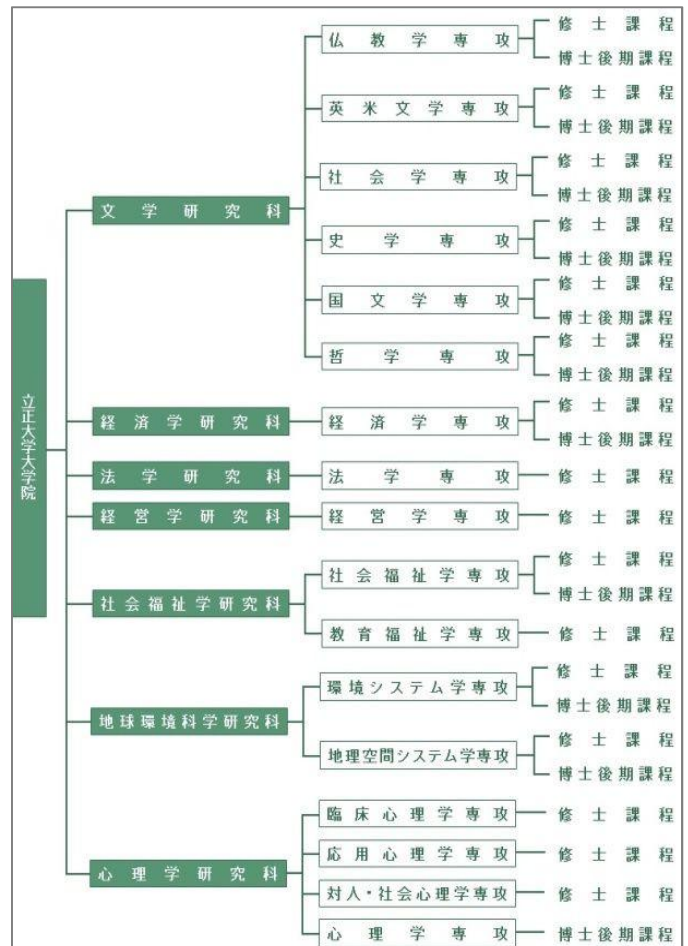 立正大学大学院
文学研究科
仏教学専攻
修士課程
博士後期課程
英米文学専攻
修士課程
博士後期課程
社会学専攻
修士課程
博士後期課程
史学専攻
修士課程
博士後期課程
国文学専攻
修士課程
博士後期課程
哲学専攻
修士課程
博士後期課程
経済学研究科
経済学専攻
修士課程
博士後期課程
法学研究科
法学専攻
修士課程
経営学研究科
経営学専攻
修士課程
社会福祉学研究科
社会福祉学専攻
修士課程
博士後期課程
教育福祉学専攻
修士課程
地球環境科学研究科
環境システム学専攻
修士課程
博士後期課程
地理空間システム学専攻
修士課程
博士後期課程
心理学研究科
臨床心理学専攻
修士課程
応用心理学専攻
修士課程
対人・社会心理学専攻
修士課程
心理学専攻
博士後期課程